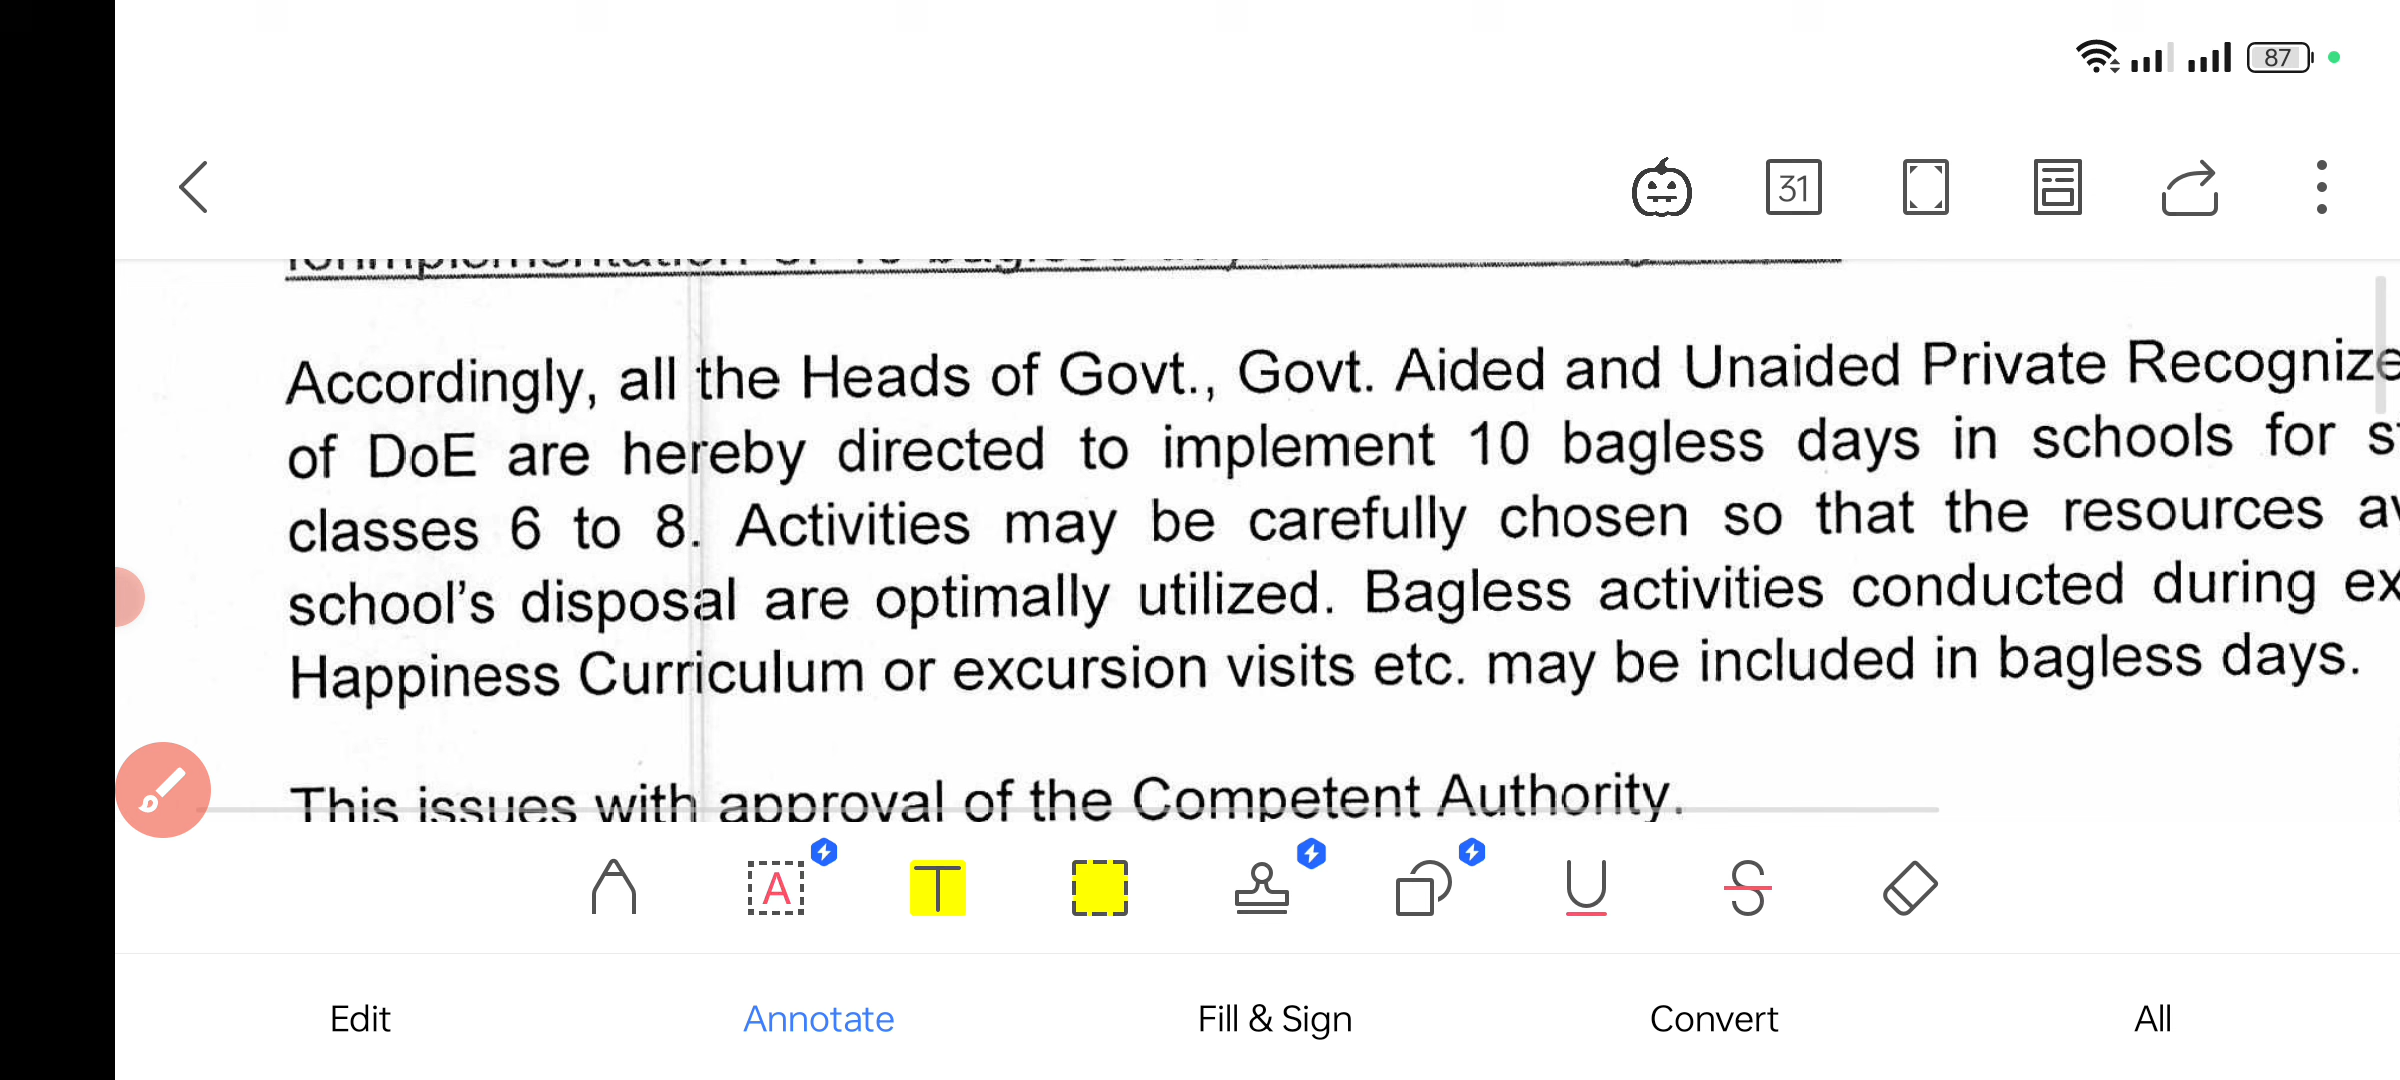 87
31
of 10 bagless
Accordingly, all the Heads of Govt., Govt. Aided and Unaided Private
of DoE are hereby directed to implement 10 bagless days in schools for
classes 6 to 8. Activities may be carefully chosen so that the resources
school's disposal are optimally utilized. Bagless activities conducted during
Happiness Curriculum or excursion visits etc. may be included in bagless days.
This issues with approval of the Competent Authority.
A T U S
Edit Annotate Fill & Sign Convert All